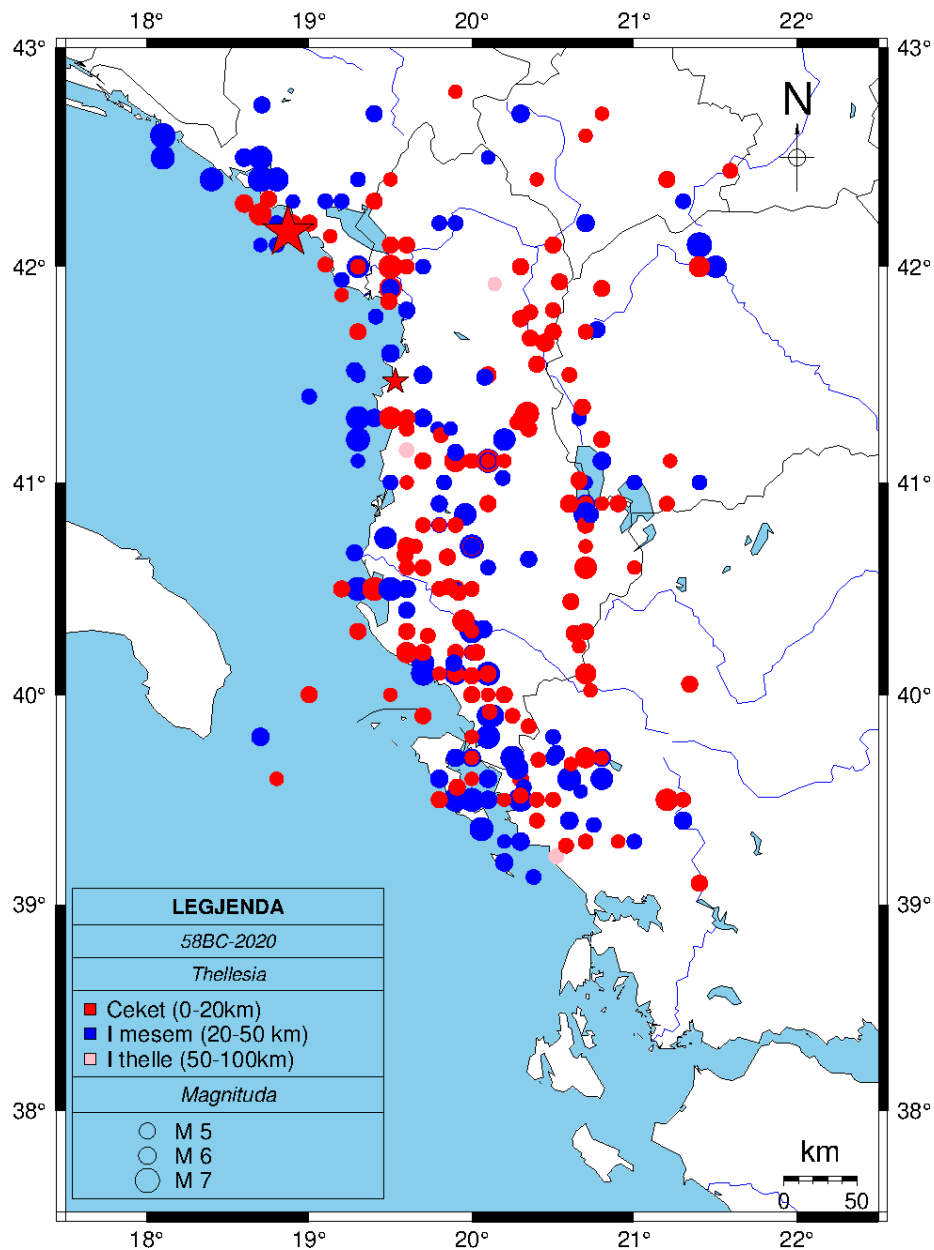 18° 19° 20° 21° 22°
43° 43°
N
42° 42°
41° 41°
40° 40°
39° 39°
LEGJENDA
58BC-2020
Thellesia
Ceket (0-20km)
I mesem (20-50 km)
I thelle (50-100km)
Magnituda
M 5
M 6
M 7
38° 38°
km
0 50
18° 19° 20° 21° 22°